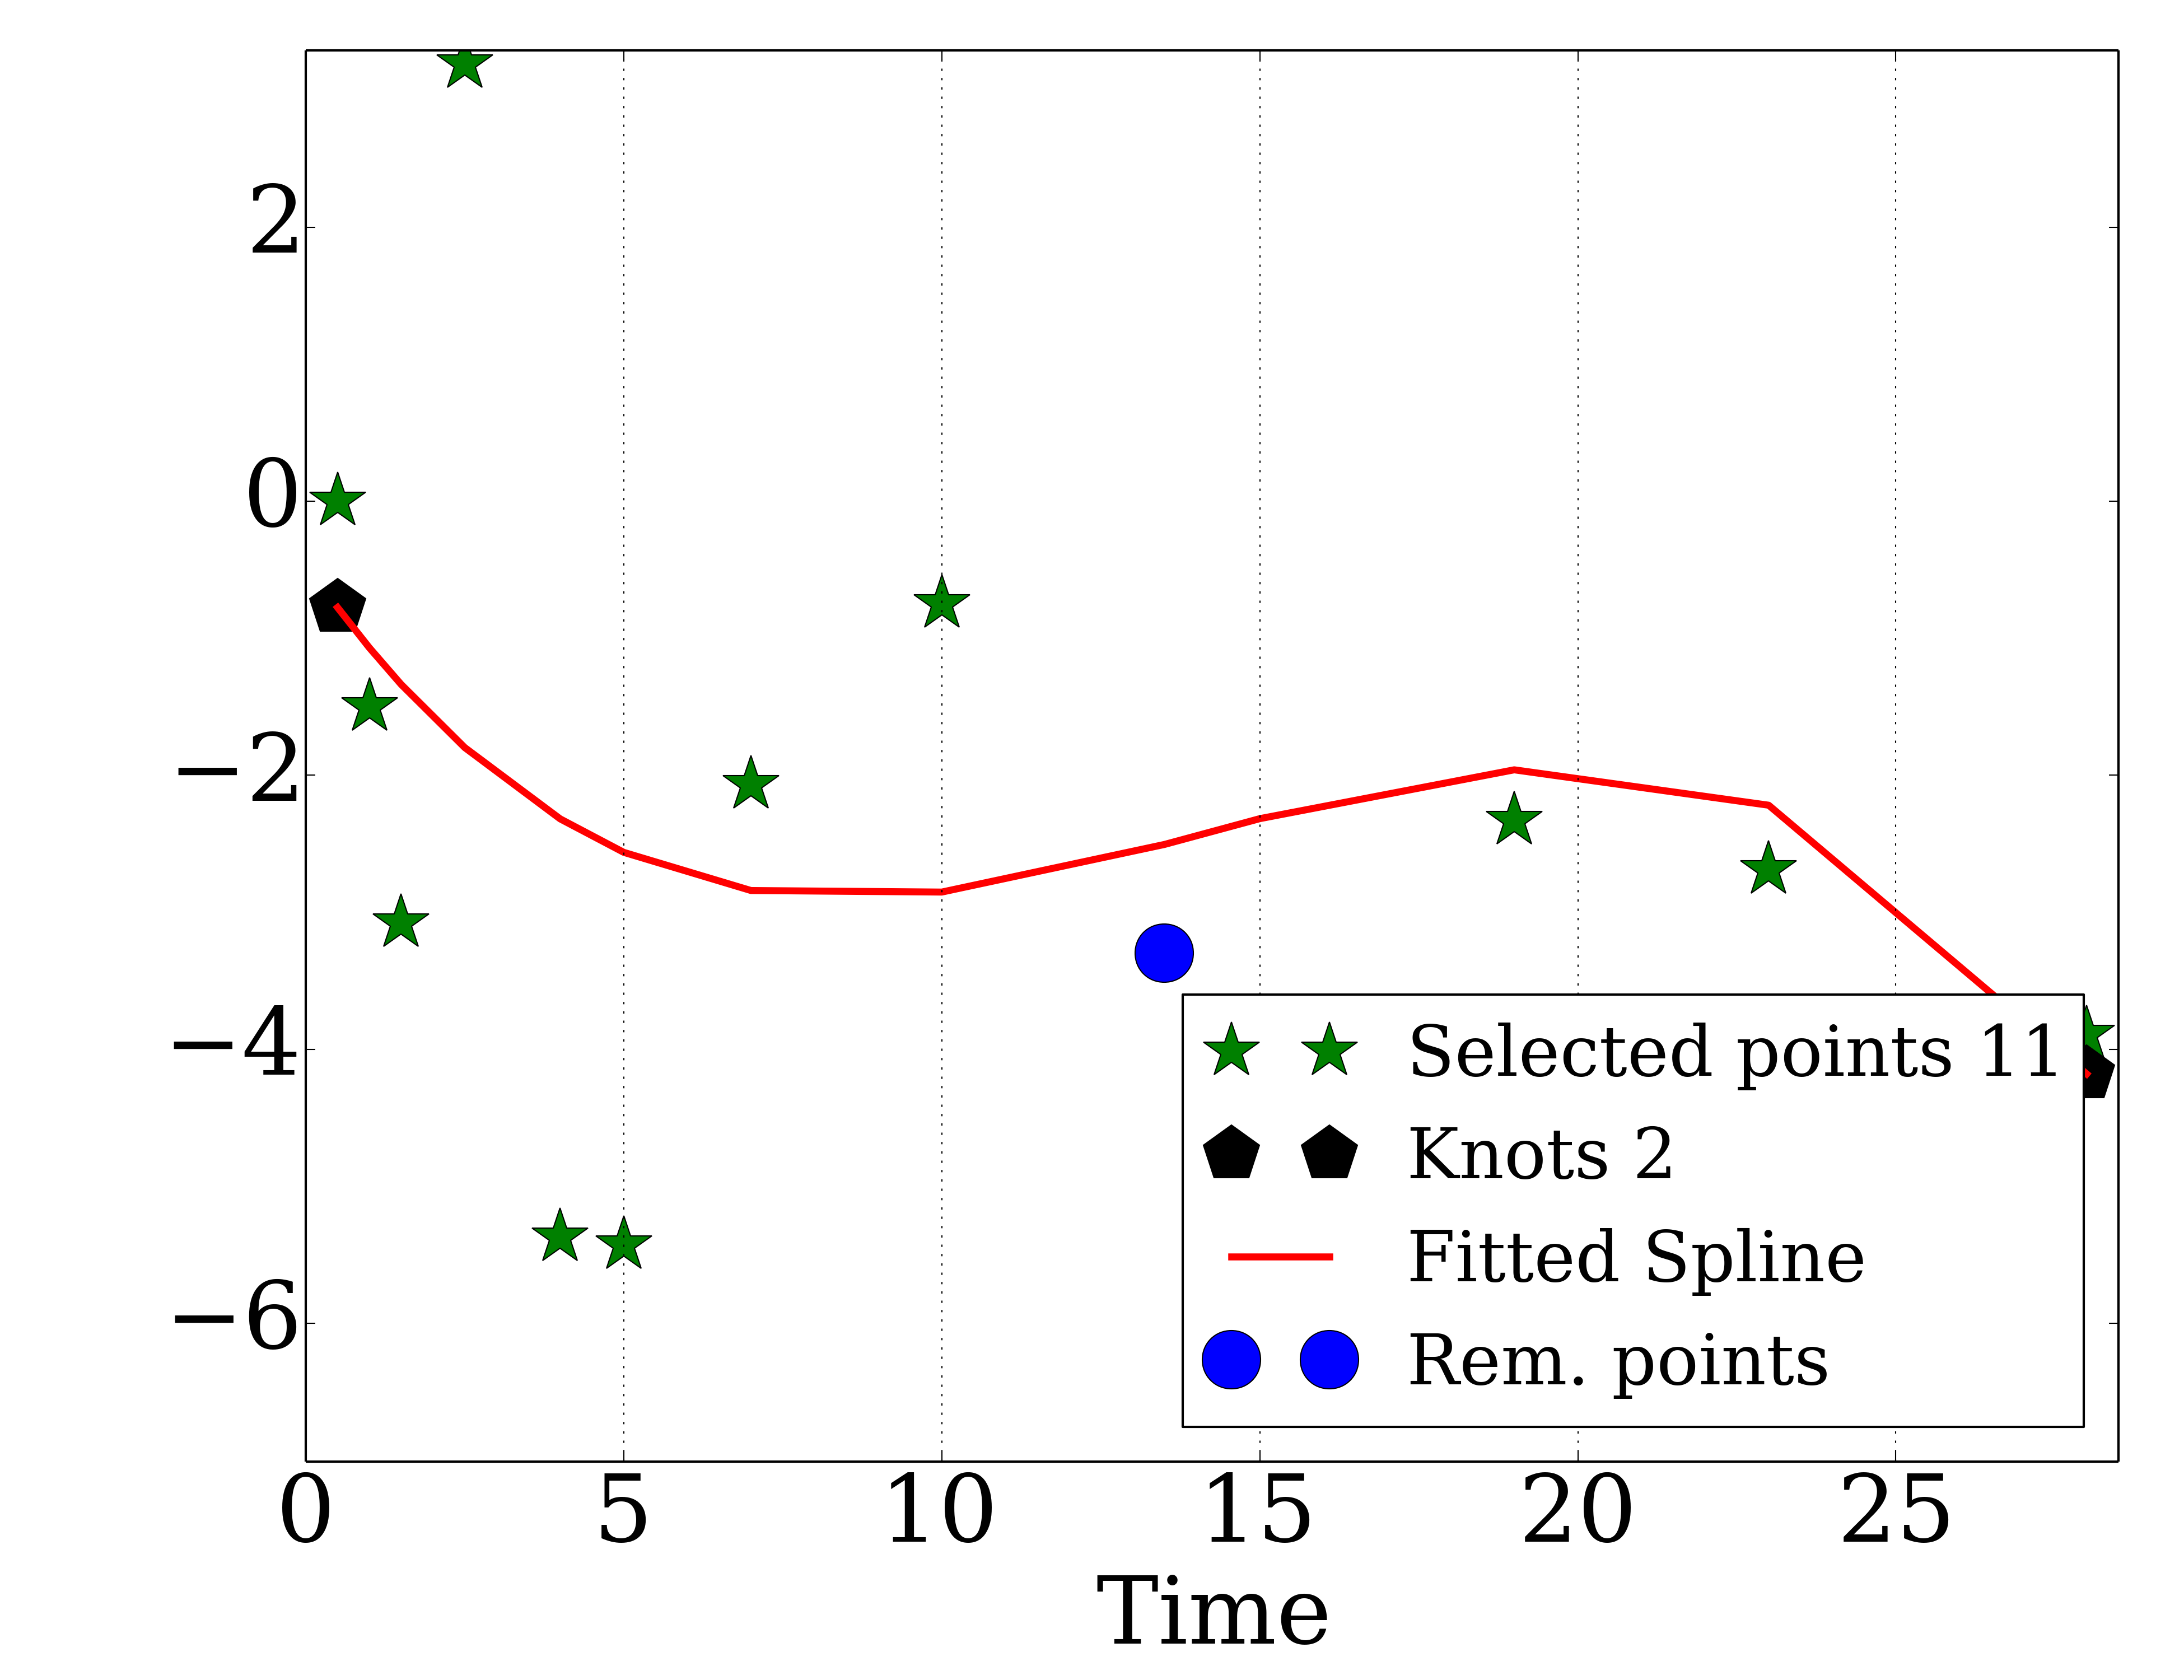 2
0
−2
−4
−6
Selected points 11
Knots 2
Fitted Spline
Rem. points
0 5 10 15 20 25
Time